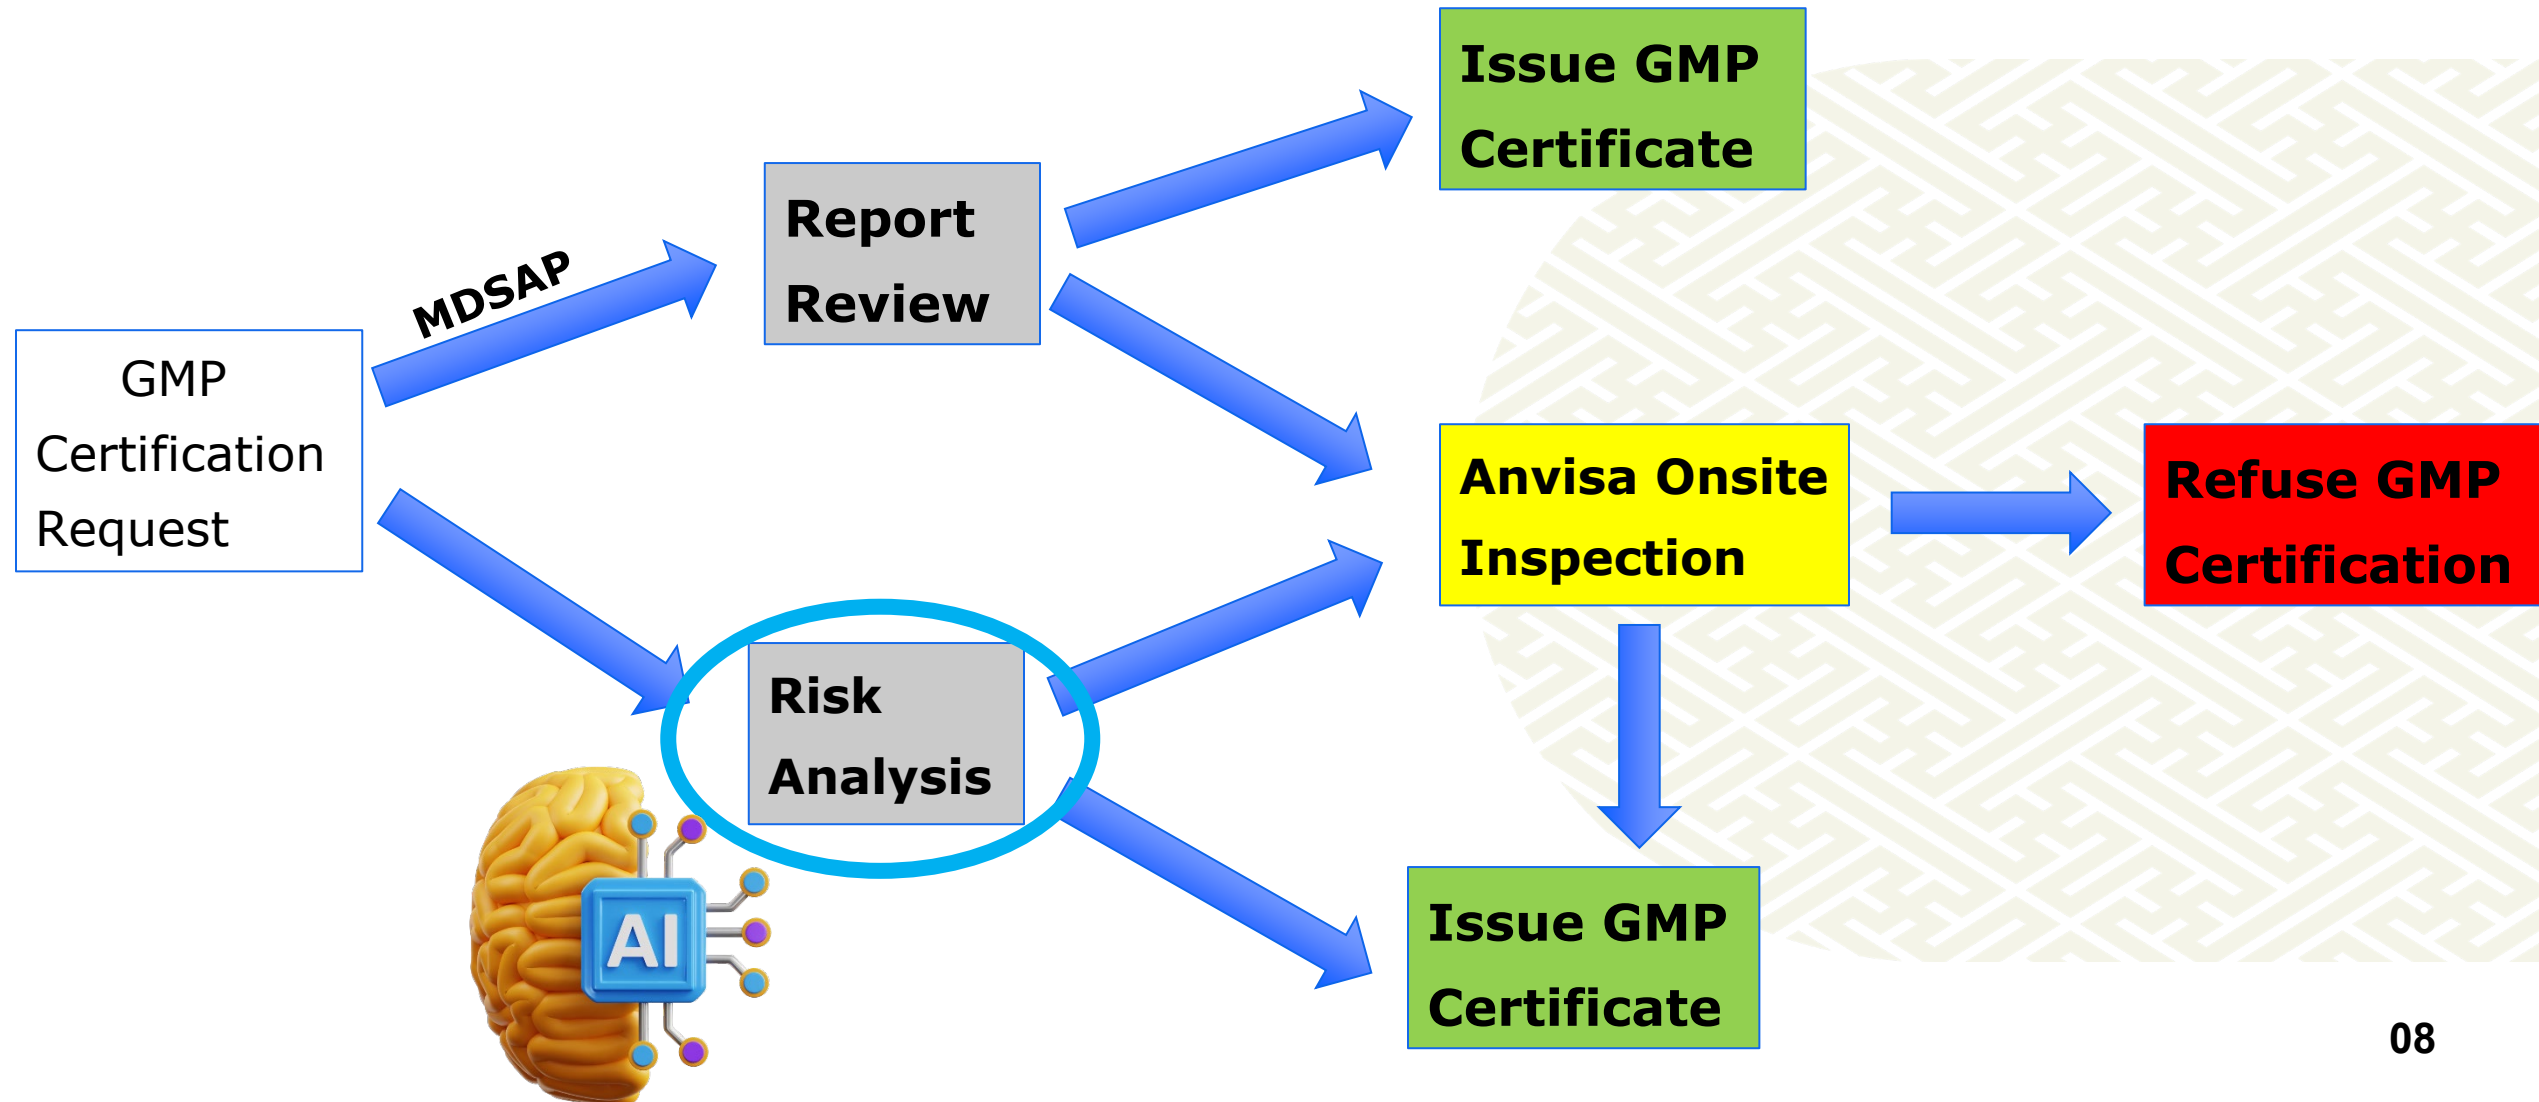 GMP
Certification
Request
MDSAP
Report
Review
Issue GMP
Certificate
Anvisa Onsite
Inspection
Refuse GMP
Certification
Risk
Analysis
AI
Issue GMP
Certificate
08